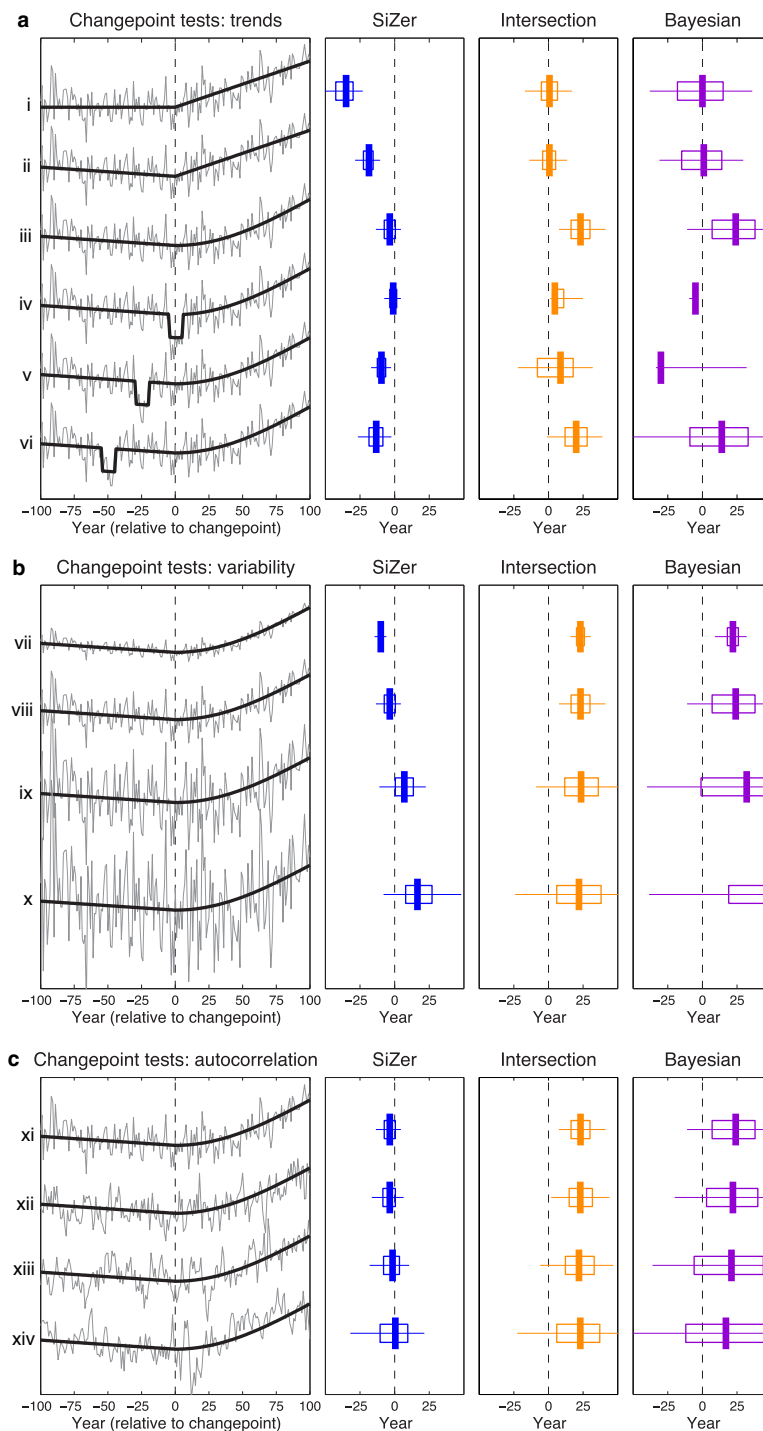 a Changepoint tests: trends SiZer Intersection Bayesian
i
ii
iii
iv
v
vi
−100 −75 −50 −25 0 25 50 75 100 −25 0 25 −25 0 25 −25 0 25
Year (relative to changepoint) Year Year Year
b Changepoint tests: variability SiZer Intersection Bayesian
vii
viii
ix
x
−100 −75 −50 −25 0 25 50 75 100 −25 0 25 −25 0 25 −25 0 25
Year (relative to changepoint) Year Year Year
c Changepoint tests: autocorrelation SiZer Intersection Bayesian
xi
xii
xiii
xiv
−100 −75 −50 −25 0 25 50 75 100 −25 0 25 −25 0 25 −25 0 25
Year (relative to changepoint) Year Year Year